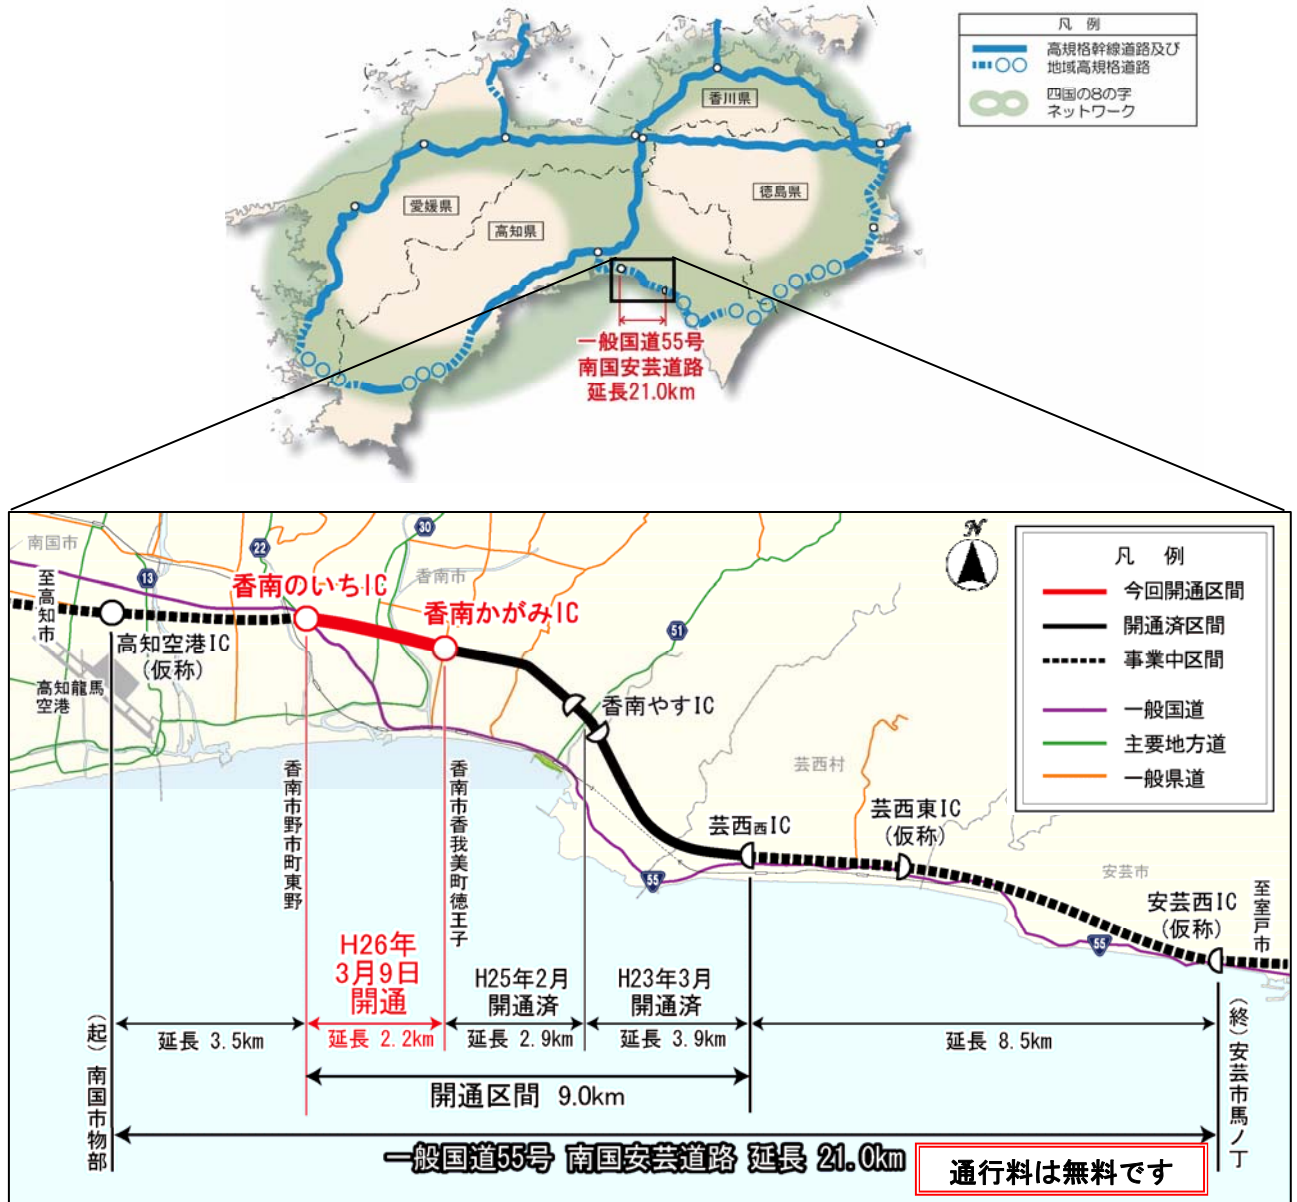 凡 例
高規格幹線道路及び
地域高規格道路
四国の8の字
ネットワーク
香川県
徳島県
愛媛県
高知県
一般国道55号
南国安芸道路
延長21.0km
凡 例
今回開通区間
開通済区間
事業中区間
一般国道
主要地方道
一般県道
N
南国市
至高知市
13
22
30
51
55
55
香南市
香南のいちIC
香南かがみIC
高知空港IC
(仮称)
高知龍馬
空港
香南やすIC
芸西村
芸西西IC
芸西東IC
(仮称)
安芸市
安芸西IC
(仮称)
至室戸市
香南市野市町東野
香南市香我美町徳王子
H26年
3月9日
開通
H25年2月
開通済
H23年3月
開通済
延長 3.5km
延長 2.2km
延長 2.9km
延長 3.9km
延長 8.5km
開通区間 9.0km
(起)南国市物部
(終)安芸市馬ノ丁
一般国道55号 南国安芸道路 延長 21.0km
通行料は無料です